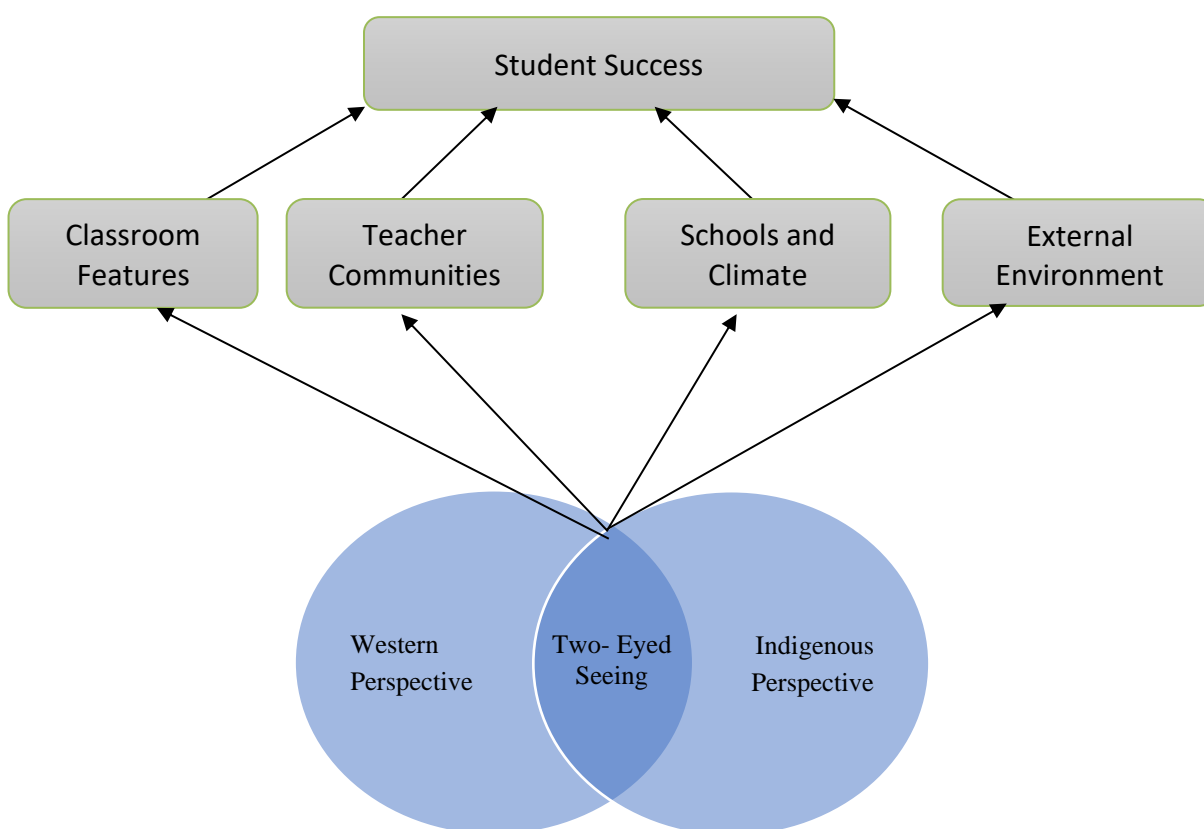 Student Success
Classroom
Features
Teacher
Communities
Schools and
Climate
External
Environment
Western
Perspective
Two- Eyed
Seeing
Indigenous
Perspective